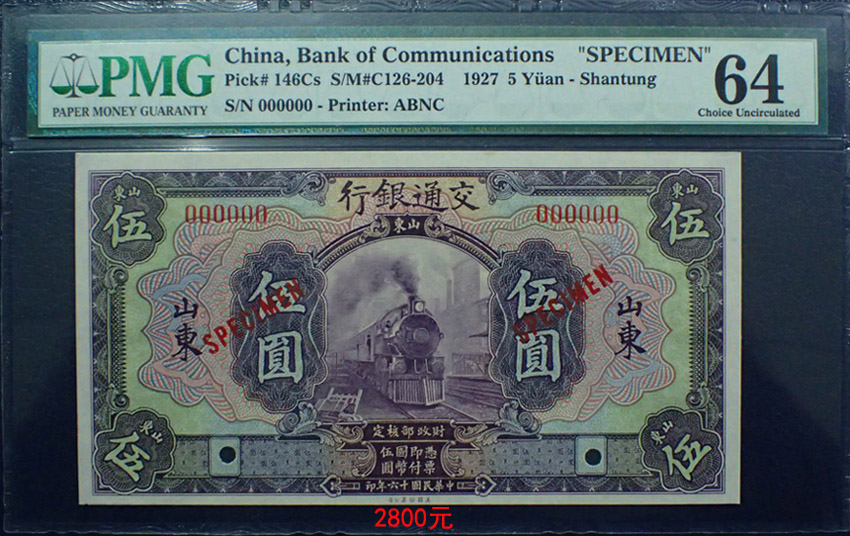 PMG
PAPER MONEY GUARANTY
China, Bank of Communications "SPECIMEN"
Pick# 146Cs S/M#C126-204 1927 5 Yüan - Shantung
S/N 000000 - Printer: ABNC
64
Choice Uncirculated
交通銀行
山東
山東
山東
伍
伍
000000
000000
伍圓
伍圓
SPECIMEN
SPECIMEN
山東
山東
山東
山東
伍
伍
財政部核定
憑票即付國幣伍圓
中華民國十六年印
2800元